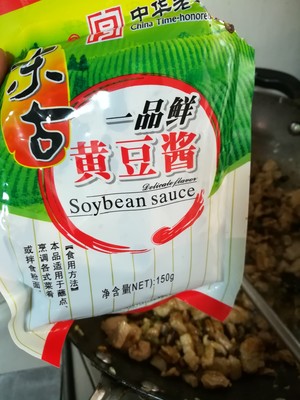 中华老
China Time-honore
东古
一品鲜
黄豆酱
Delicate flavor
Soybean sauce
【食用方法】
本品适用于蘸点、
烹调各式菜肴
或拌食粉面。
净含量(NET):150g